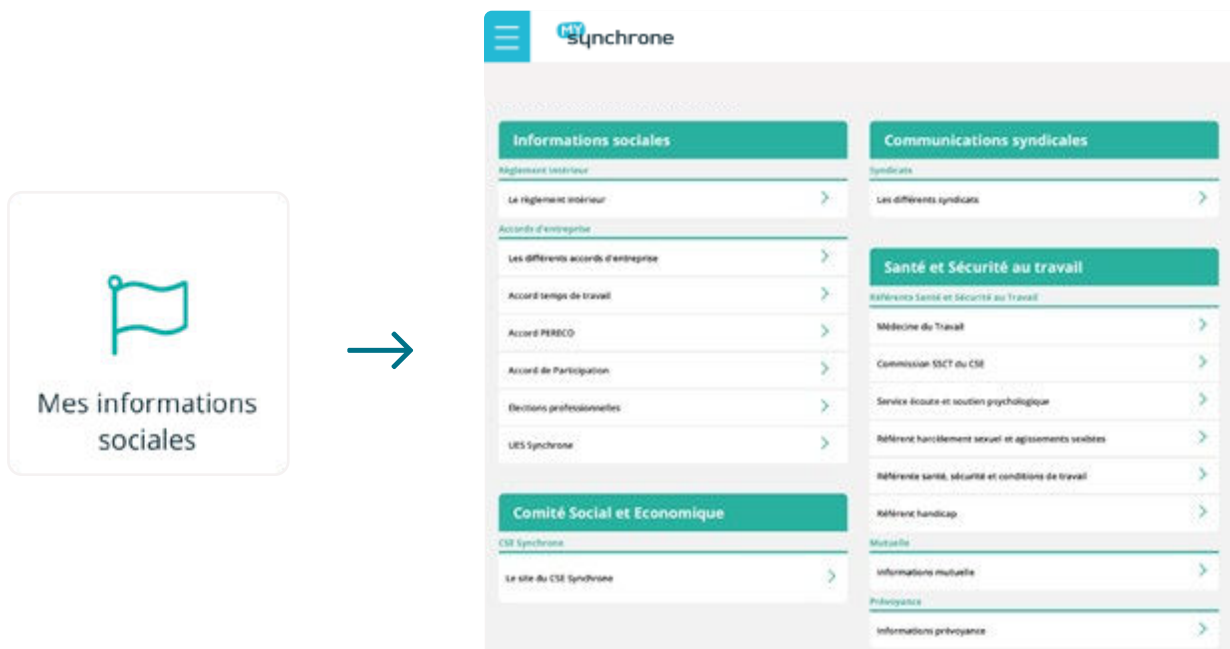 Mes informations
sociales
MY
synchrone
Informations sociales
Règlement intérieur
Le règlement intérieur
Accords d'entreprise
Les différents accords d'entreprise
Accord temps de travail
Accord PERECO
Accord de Participation
Elections professionnelles
UES Synchrone
Comité Social et Economique
CSE Synchrone
Le site du CSE Synchrone
Communications syndicales
Syndicats
Les différents syndicats
Santé et Sécurité au travail
Référents Santé et Sécurité au Travail
Médecine du Travail
Commission SSCT du CSE
Service écoute et soutien psychologique
Référent harcèlement sexuel et agissements sexistes
Référente santé, sécurité et conditions de travail
Référent handicap
Mutuelle
Informations mutuelle
Prévoyance
Informations prévoyance